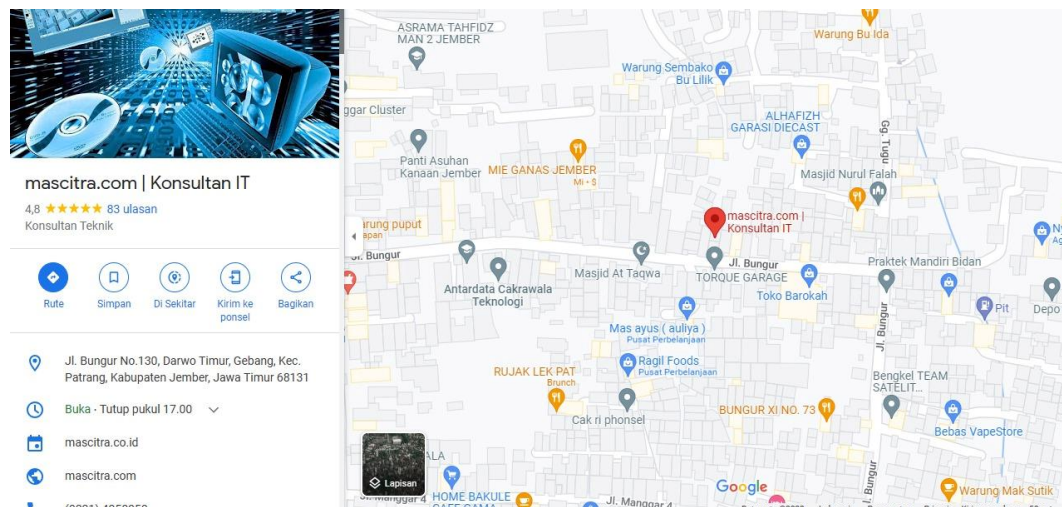 mascitra.com | Konsultan IT
4,8 ★★★★★ 83 ulasan
Konsultan Teknik
Rute
Simpan
Di Sekitar
Kirim ke
ponsel
Bagikan
Jl. Bungur No.130, Darwo Timur, Gebang, Kec.
Patrang, Kabupaten Jember, Jawa Timur 68131
Buka · Tutup pukul 17.00
mascitra.co.id
mascitra.com
ASRAMA TAHFIDZ
MAN 2 JEMBER
Warung Bu Ida
Warung Sembako
Bu Lilik
ggar Cluster
ALHAFIZH
GARASI DIECAST
Gg. Tugu
Panti Asuhan
Kanaan Jember
MIE GANAS JEMBER
Mi • $
Masjid Nurul Falah
arung puput
apan
mascitra.com |
Konsultan IT
Jl. Bungur
Masjid At Taqwa
TORQUE GARAGE
Jl. Bungur
Praktek Mandiri Bidan
Antardata Cakrawala
Teknologi
Toko Barokah
Pit
Depo
Mas ayus ( auliya )
Pusat Perbelanjaan
Jl. Bungur
Ragil Foods
Pusat Perbelanjaan
RUJAK LEK PAT
Brunch
Bengkel TEAM
SATELIT...
BUNGUR XI NO. 73
Cak ri phonsel
Bebas VapeStore
ALA
Lapisan
Jl. Manggar 4
HOME BAKULE
Google
Jl. Manggar 4
Jl. Bungur
Warung Mak Sutik